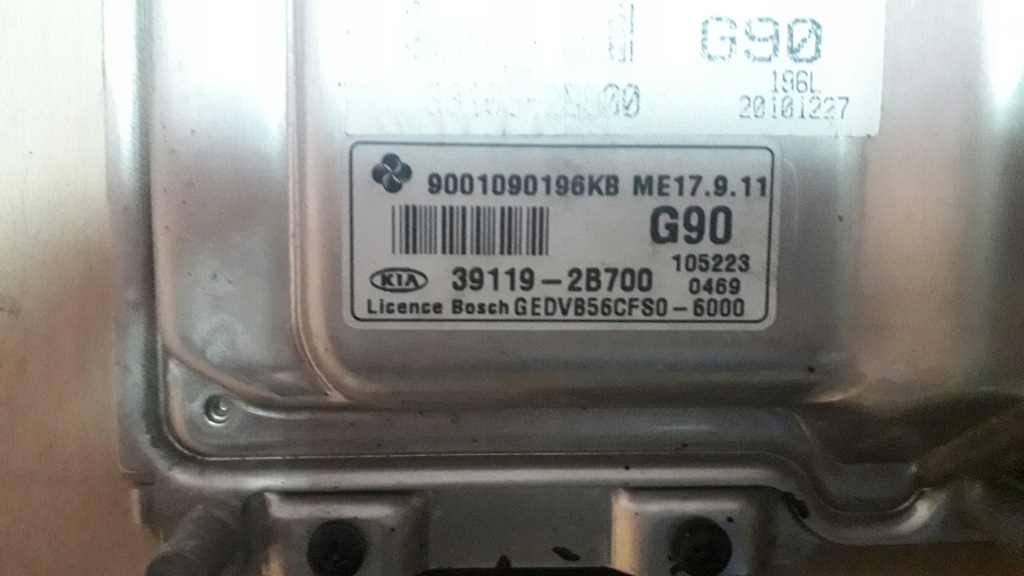 G90
196L
20101227
9001090196KB ME17.9.11
G90
105223
KIA 39119-2B700 0469
Licence Bosch GEDVB56CFS0-6000